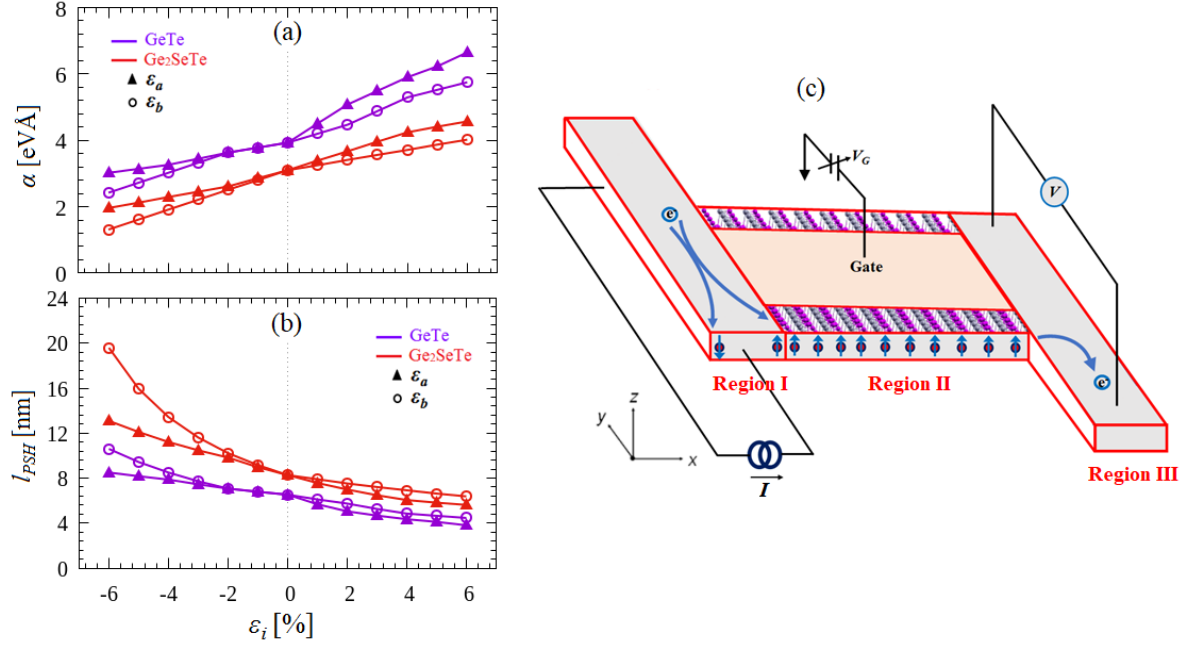 (a)
GeTe
Ge₂SeTe
εa
εb
α [eVÅ]
8
6
4
2
0
(b)
GeTe
Ge₂SeTe
εa
εb
lPSH [nm]
24
20
16
12
8
4
0
-6 -4 -2 0 2 4 6
εi [%]
(c)
VG
V
e
Gate
Region I
Region II
e
Region III
z
y
x
I